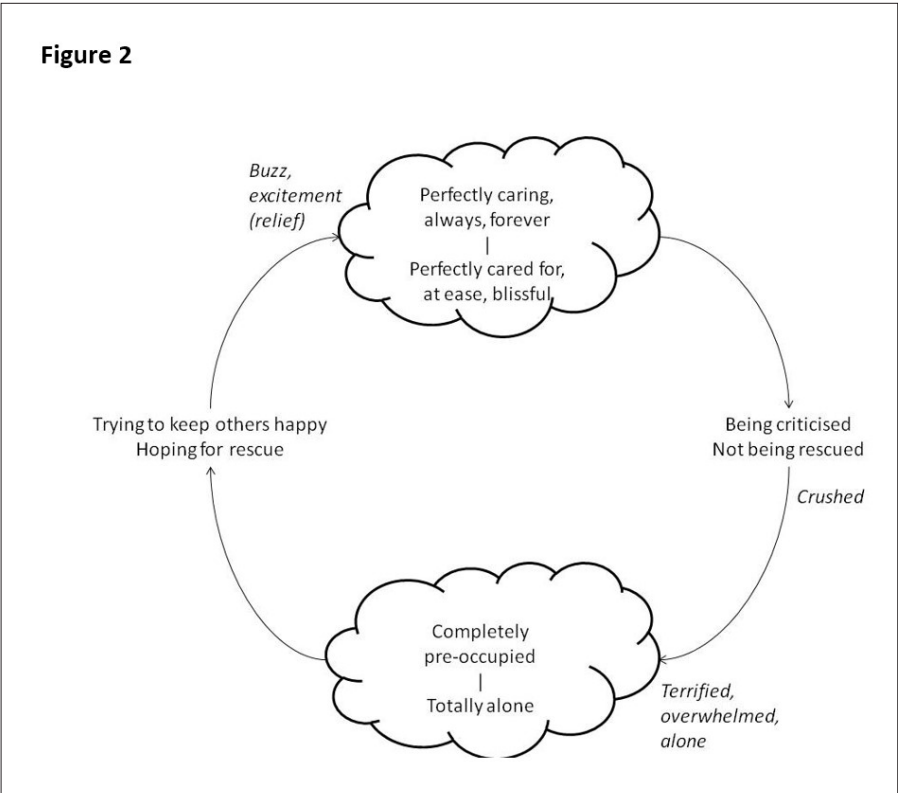 Figure 2
Buzz,
excitement
(relief)
Perfectly caring,
always, forever
|
Perfectly cared for,
at ease, blissful
Trying to keep others happy
Hoping for rescue
Being criticised
Not being rescued
Crushed
Completely
pre-occupied
|
Totally alone
Terrified,
overwhelmed,
alone